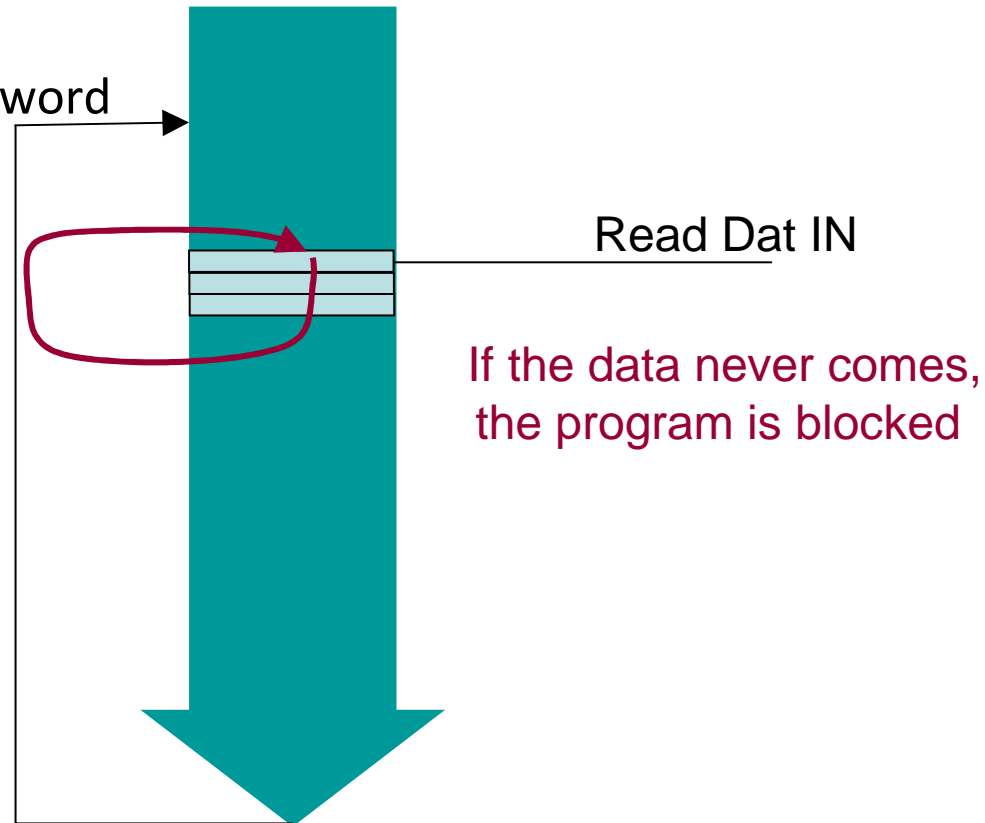 word
Read Dat IN
If the data never comes,
the program is blocked